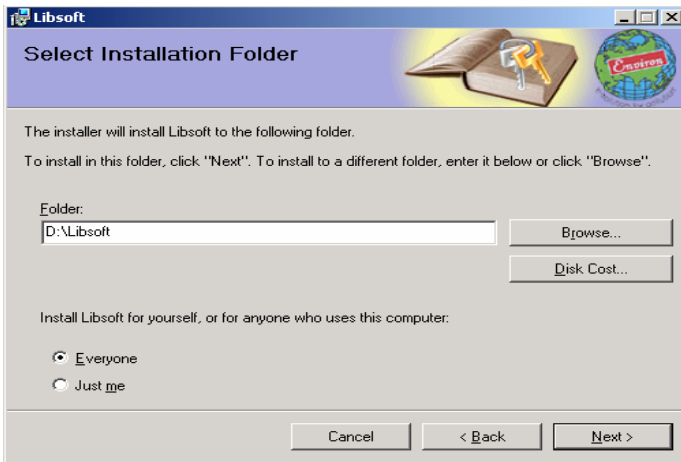 Libsoft
Select Installation Folder
Environ
The installer will install Libsoft to the following folder.
To install in this folder, click "Next". To install to a different folder, enter it below or click "Browse".
Folder:
D:\Libsoft
Browse...
Disk Cost...
Install Libsoft for yourself, or for anyone who uses this computer:
Everyone
Just me
Cancel
< Back
Next >